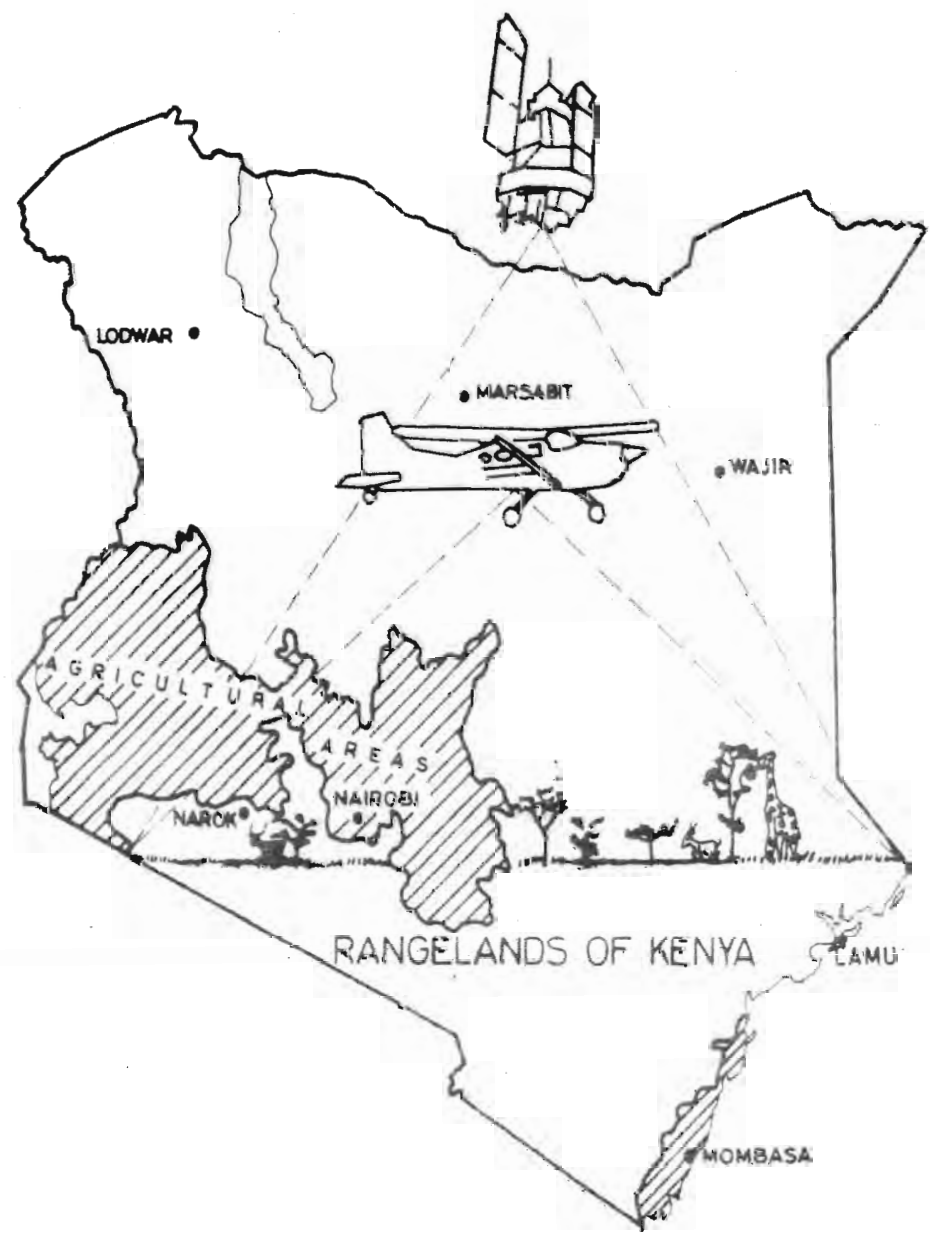 LODWAR
MARSABIT
WAJIR
AGRICULTURAL
AREAS
NAIROBI
NAROK
RANGELANDS OF KENYA
LAMU
MOMBASA